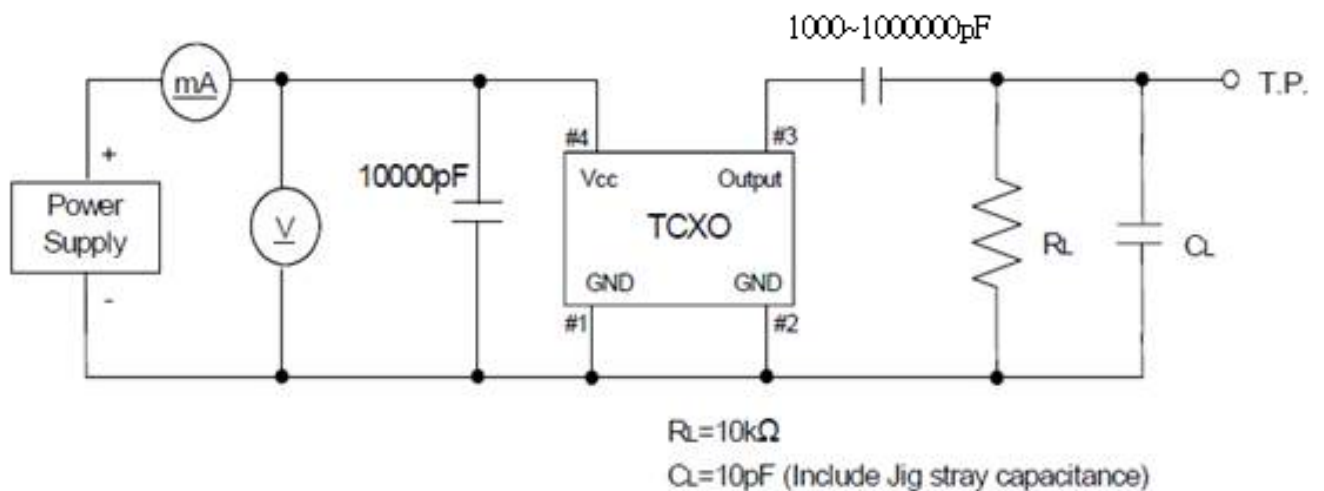 1000~1000000pF
mA
T.P.
#4
#3
+
10000pF
Vcc
Output
Power
Supply
V
TCXO
RL
CL
GND
GND
-
#1
#2
RL=10kΩ
CL=10pF (Include Jig stray capacitance)